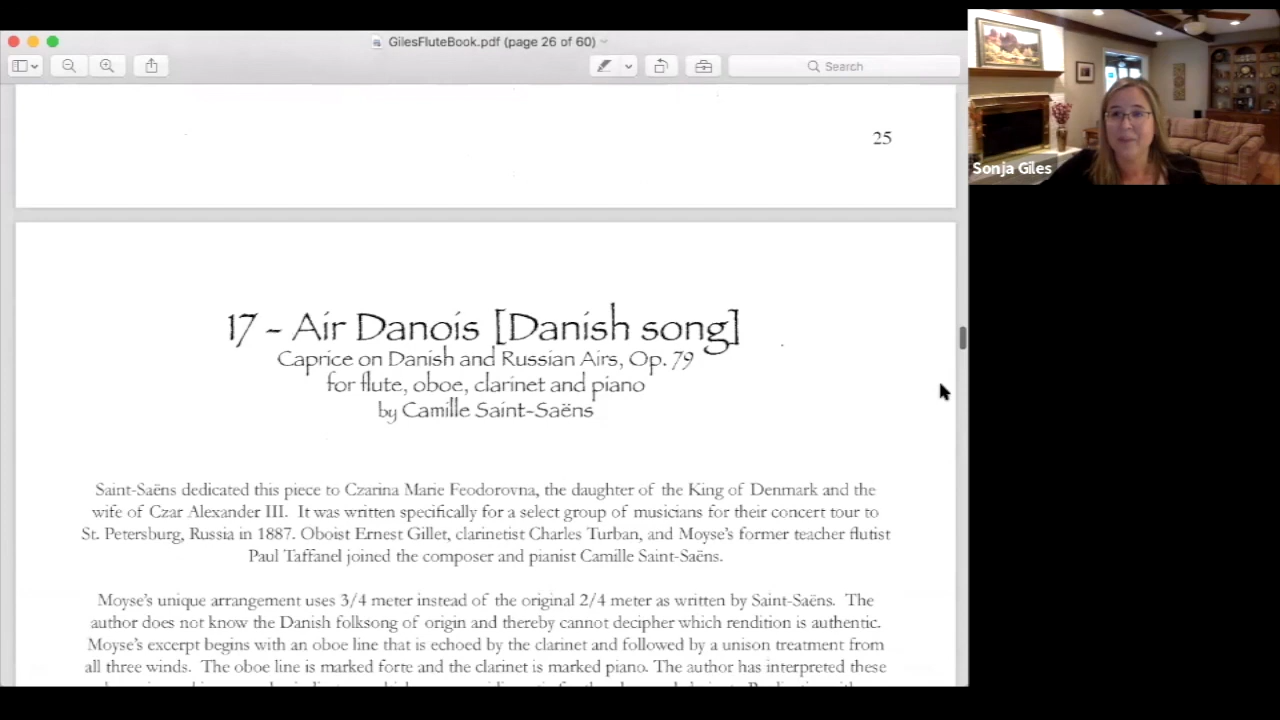 GilesFluteBook.pdf (page 26 of 60)
Search
Sonja Giles
25
17 - Air Danois [Danish song]
Caprice on Danish and Russian Airs, Op. 79
for flute, oboe, clarinet and piano
by Camille Saint-Saëns
Saint-Saëns dedicated this piece to Czarina Marie Feodorovna, the daughter of the King of Denmark and the
wife of Czar Alexander III. It was written specifically for a select group of musicians for their concert tour to
St. Petersburg, Russia in 1887. Oboist Ernest Gillet, clarinetist Charles Turban, and Moyse's former teacher flutist
Paul Taffanel joined the composer and pianist Camille Saint-Saëns.
Moyse's unique arrangement uses 3/4 meter instead of the original 2/4 meter as written by Saint-Saëns. The
author does not know the Danish folksong of origin and thereby cannot decipher which rendition is authentic.
Moyse's excerpt begins with an oboe line that is echoed by the clarinet and followed by a unison treatment from
all three winds. The oboe line is marked forte and the clarinet is marked piano. The author has interpreted these